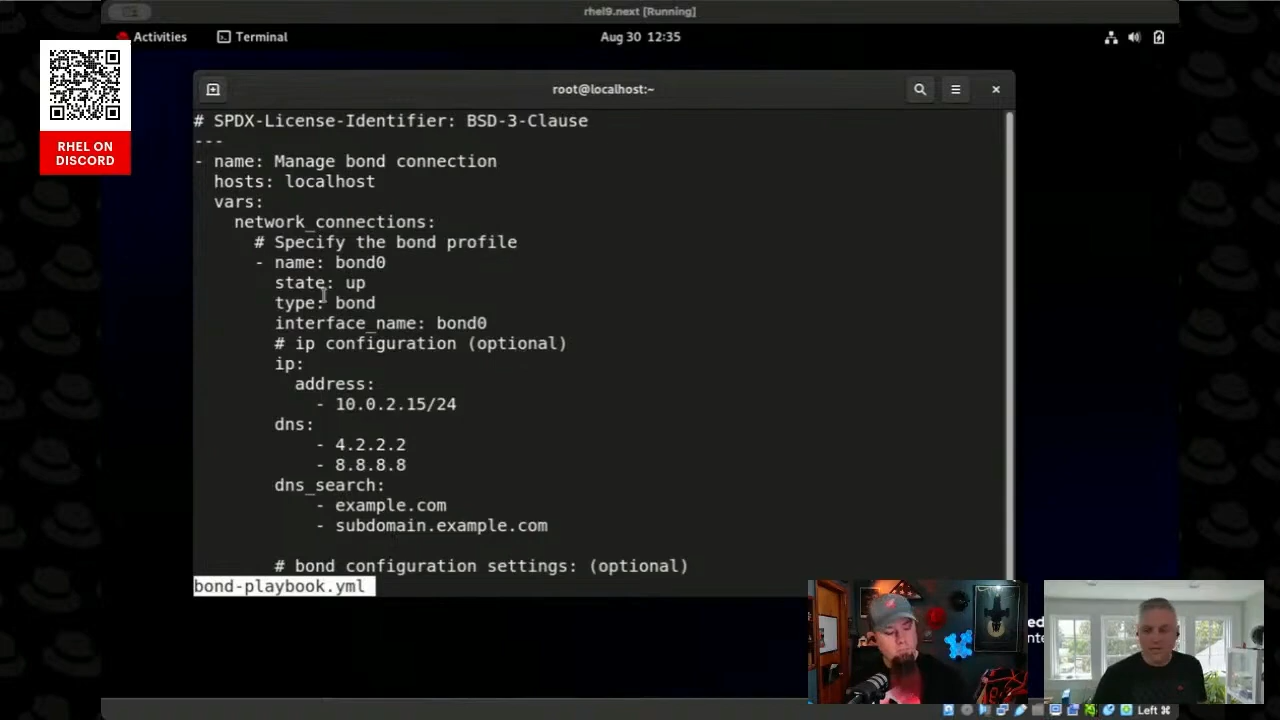 rhel9.next [Running]
Activities
Terminal
Aug 30 12:35
RHEL ON
DISCORD
root@localhost:~
# SPDX-License-Identifier: BSD-3-Clause
---
- name: Manage bond connection
hosts: localhost
vars:
network_connections:
# Specify the bond profile
- name: bond0
state: up
type: bond
interface_name: bond0
# ip configuration (optional)
ip:
address:
- 10.0.2.15/24
dns:
- 4.2.2.2
- 8.8.8.8
dns_search:
- example.com
- subdomain.example.com
# bond configuration settings: (optional)
bond-playbook.yml
Left ⌘